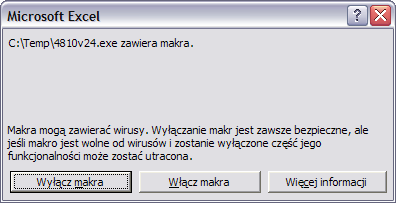 Microsoft Excel
C:\Temp\4810v24.exe zawiera makra.
Makra mogą zawierać wirusy. Wyłączanie makr jest zawsze bezpieczne, ale
jeśli makro jest wolne od wirusów i zostanie wyłączone część jego
funkcjonalności może zostać utracona.
Wyłącz makra
Włącz makra
Więcej informacji